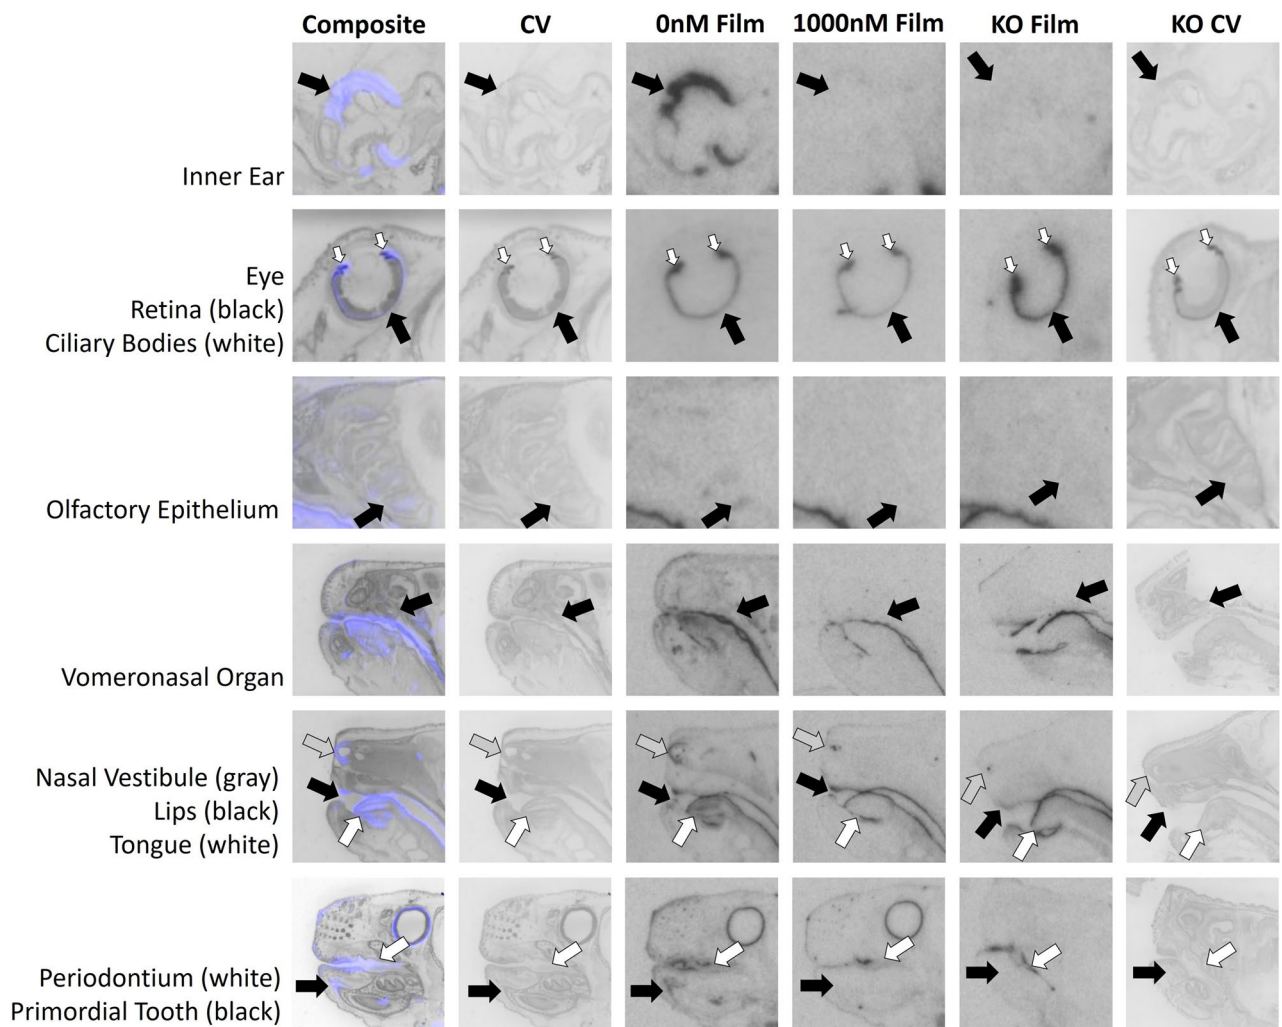 Composite CV 0nM Film 1000nM Film KO Film KO CV
Inner Ear
Eye
Retina (black)
Ciliary Bodies (white)
Olfactory Epithelium
Vomeronasal Organ
Nasal Vestibule (gray)
Lips (black)
Tongue (white)
Periodontium (white)
Primordial Tooth (black)